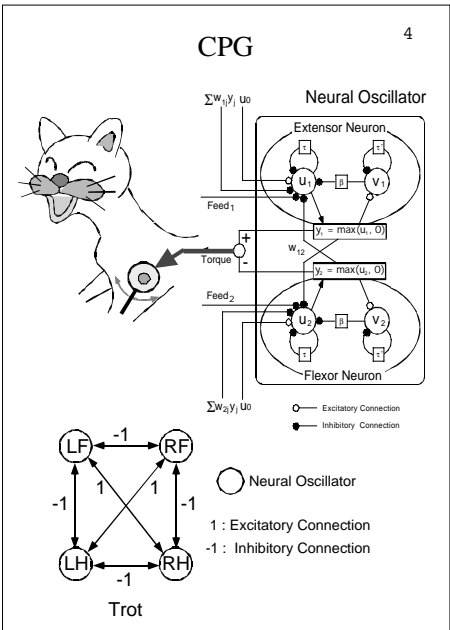 4
CPG
Σw1jyj u0
Neural Oscillator
Extensor Neuron
τ
τ'
u1
β
v1
Feed1
y1 = max(u1, 0)
+
Torque
-
w12
y2 = max(u2, 0)
Feed2
u2
β
v2
τ
τ'
Flexor Neuron
Σw2jyj u0
Excitatory Connection
Inhibitory Connection
LF
-1
RF
-1
1
1
-1
Neural Oscillator
1 : Excitatory Connection
-1 : Inhibitory Connection
LH
-1
RH
Trot